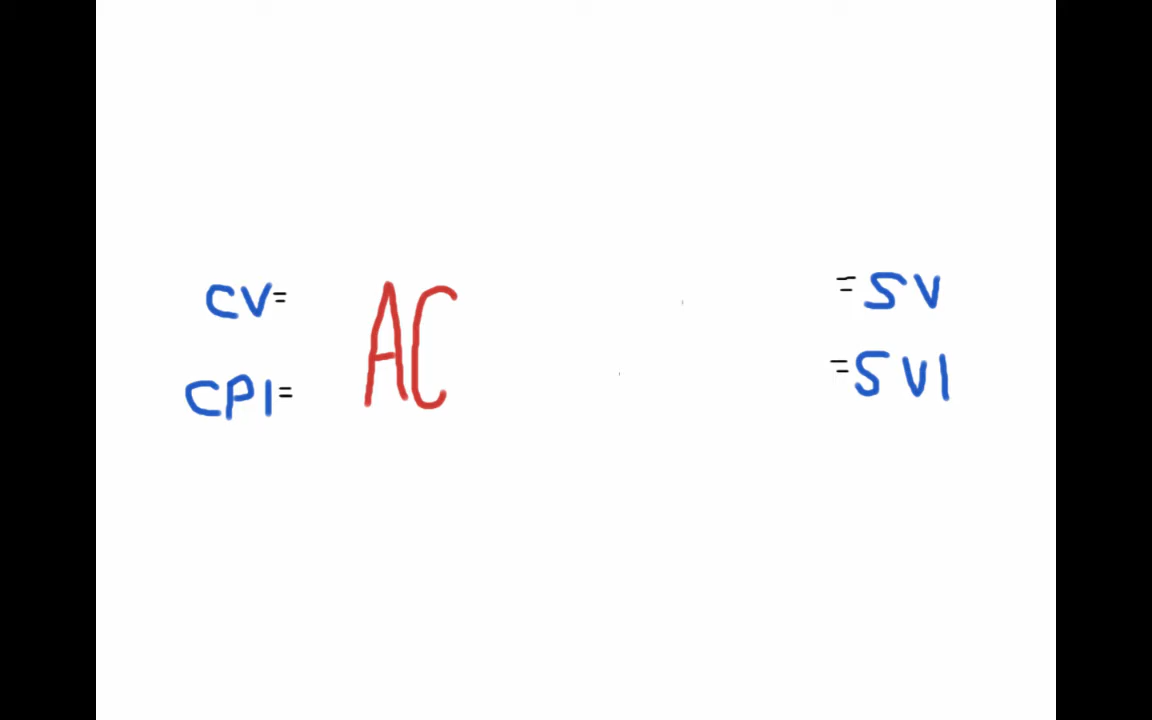 CV= AC =SV
CPI= =SVI